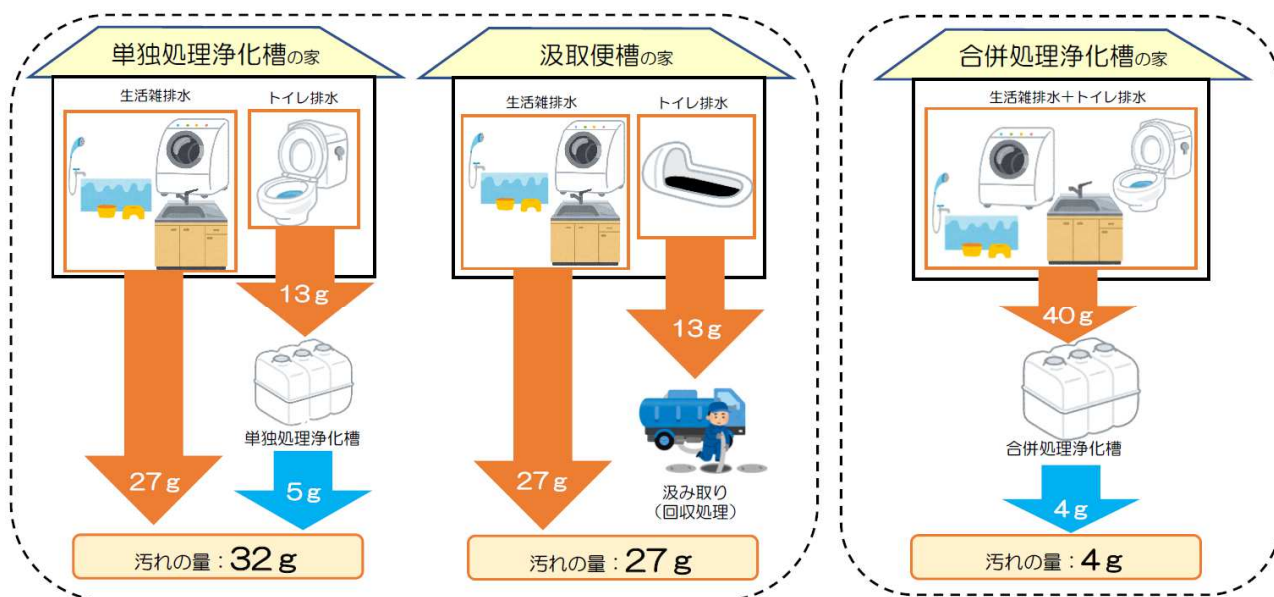 単独処理浄化槽の家
生活雑排水
トイレ排水
13g
単独処理浄化槽
27g
5g
汚れの量：32g
汲取便槽の家
生活雑排水
トイレ排水
13g
27g
汲み取り
（回収処理）
汚れの量：27g
合併処理浄化槽の家
生活雑排水＋トイレ排水
40g
合併処理浄化槽
4g
汚れの量：4g